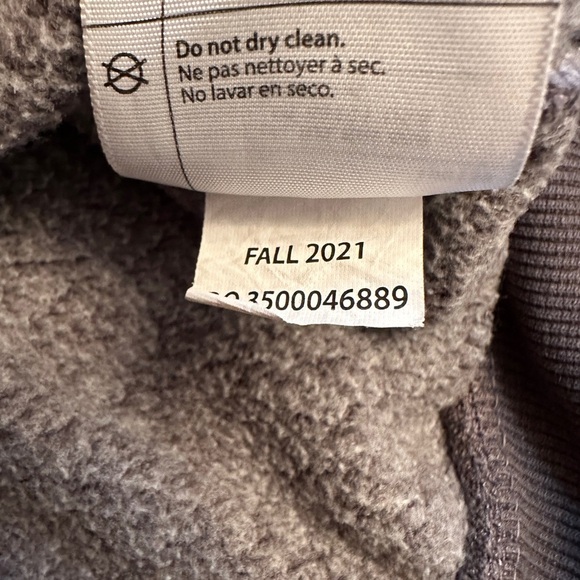 Do not dry clean.
Ne pas nettoyer à sec.
No lavar en seco.
FALL 2021
3500046889